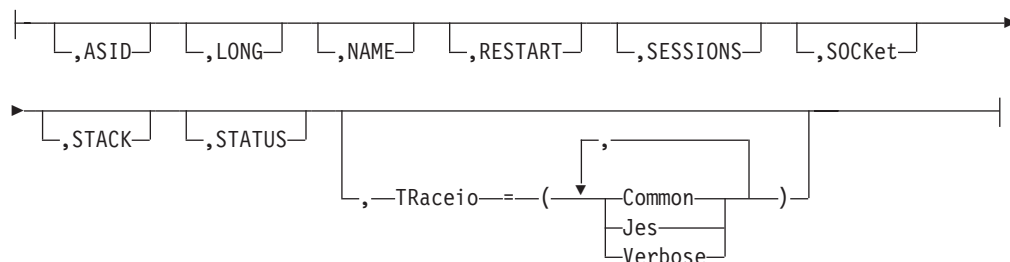 ,ASID ,LONG ,NAME ,RESTART ,SESSIONS ,SOCKet
,STACK ,STATUS
,
, TRaceio = ( Common )
Jes
Verbose